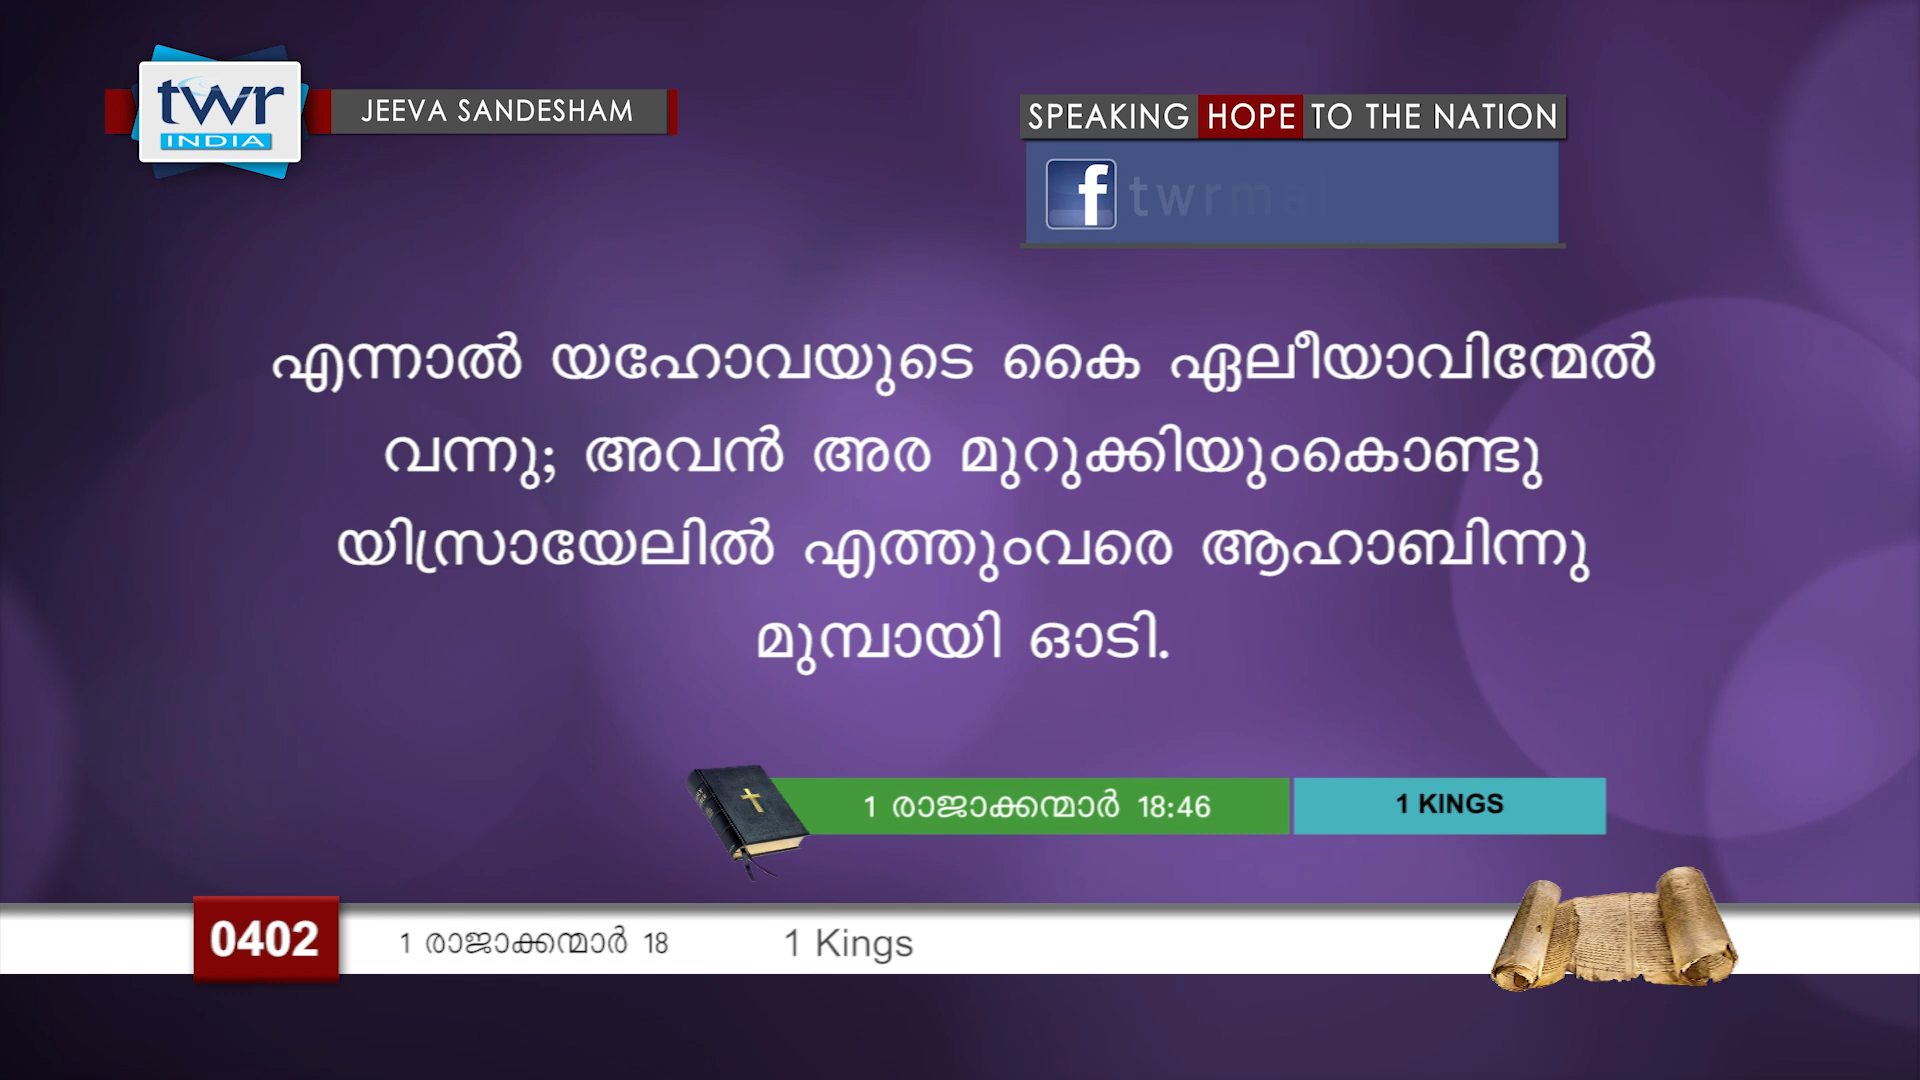 twr
INDIA
JEEVA SANDESHAM
SPEAKING HOPE TO THE NATION
എന്നാൽ യഹോവയുടെ കൈ ഏലീയാവിന്മേൽ
വന്നു; അവൻ അര മുറുക്കിയുംകൊണ്ടു
യിസ്രായേലിൽ എത്തുംവരെ ആഹാബിന്നു
മുമ്പായി ഓടി.
1 രാജാക്കന്മാർ 18:46
1 KINGS
0402
1 രാജാക്കന്മാർ 18
1 Kings